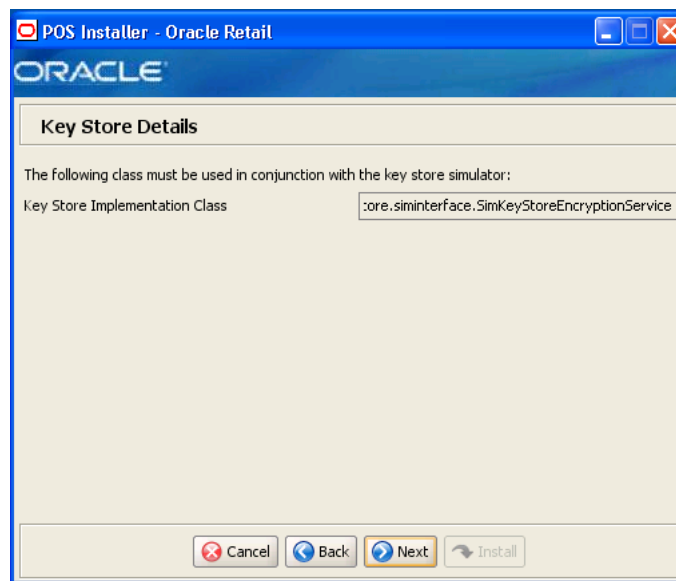 POS Installer - Oracle Retail
ORACLE
Key Store Details
The following class must be used in conjunction with the key store simulator:
Key Store Implementation Class :ore.siminterface.SimKeyStoreEncryptionService
Cancel Back Next Install